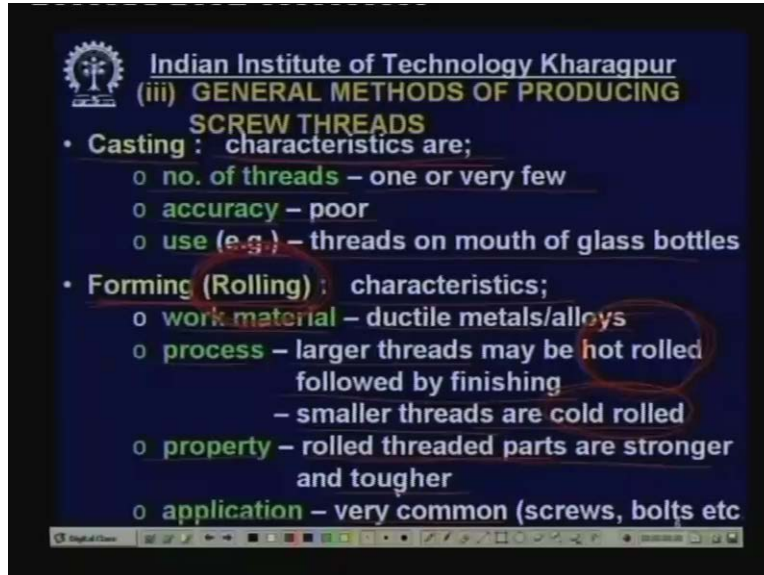 Indian Institute of Technology Kharagpur
(iii) GENERAL METHODS OF PRODUCING
SCREW THREADS
• Casting : characteristics are;
o no. of threads – one or very few
o accuracy – poor
o use (e.g.) – threads on mouth of glass bottles
• Forming (Rolling) : characteristics;
o work material – ductile metals/alloys
o process – larger threads may be hot rolled
followed by finishing
– smaller threads are cold rolled
o property – rolled threaded parts are stronger
and tougher
o application – very common (screws, bolts etc